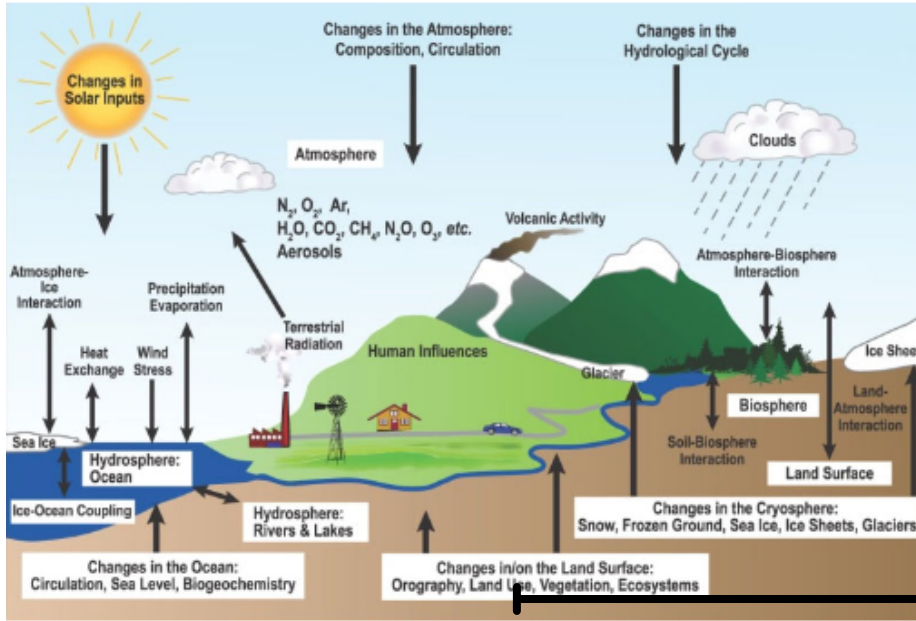 Changes in the Atmosphere:
Composition, Circulation
Changes in the
Hydrological Cycle
Changes in
Solar Inputs
Clouds
Atmosphere
N₂, O₂, Ar,
H₂O, CO₂, CH₄, N₂O, O₃, etc.
Aerosols
Volcanic Activity
Atmosphere-
Ice
Interaction
Precipitation
Evaporation
Atmosphere-Biosphere
Interaction
Terrestrial
Radiation
Heat
Exchange
Wind
Stress
Human Influences
Glacier
Ice Shee
Land-
Atmosphere
Interaction
Biosphere
Sea Ice
Soil-Biosphere
Interaction
Hydrosphere:
Ocean
Land Surface
Ice-Ocean Coupling
Hydrosphere:
Rivers & Lakes
Changes in the Cryosphere:
Snow, Frozen Ground, Sea Ice, Ice Sheets, Glaciers
Changes in the Ocean:
Circulation, Sea Level, Biogeochemistry
Changes in/on the Land Surface:
Orography, Land Use, Vegetation, Ecosystems